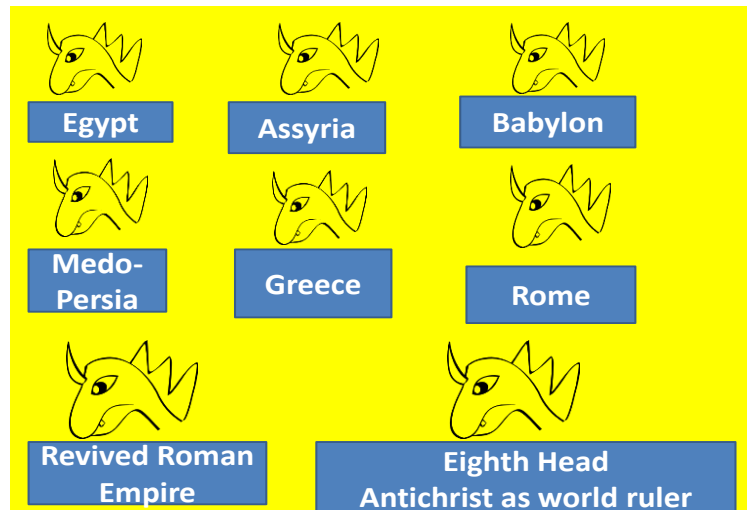 Egypt
Assyria
Babylon
Medo-
Persia
Greece
Rome
Revived Roman
Empire
Eighth Head
Antichrist as world ruler